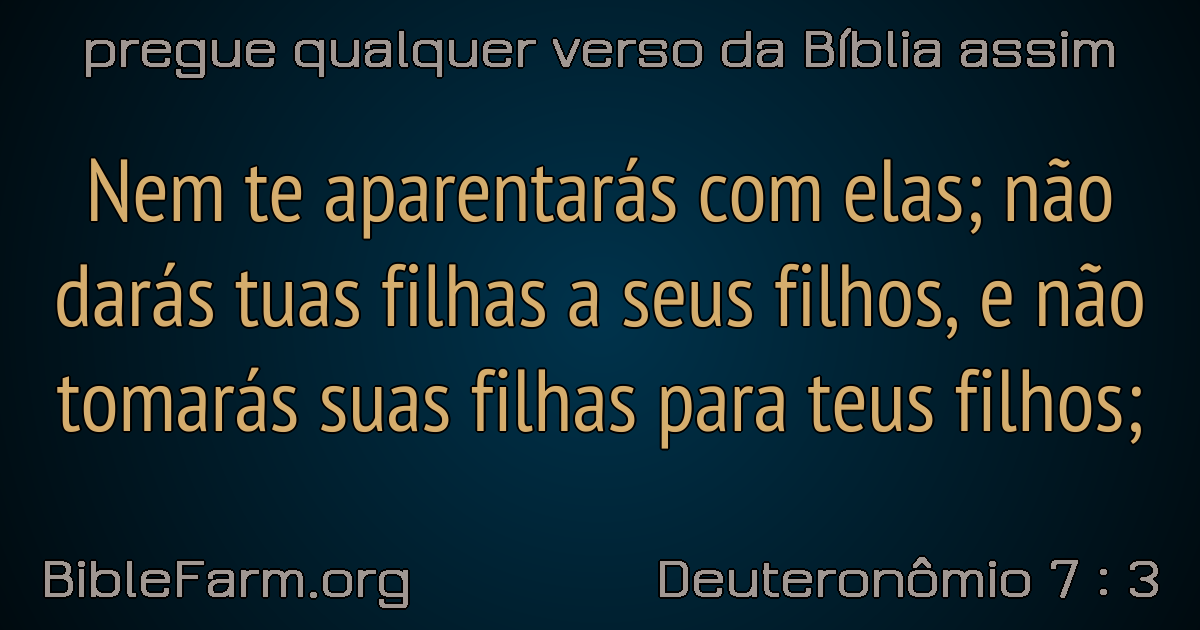 pregue qualquer verso da Bíblia assim
Nem te aparentarás com elas; não
darás tuas filhas a seus filhos, e não
tomarás suas filhas para teus filhos;
BibleFarm.org
Deuteronômio 7 : 3